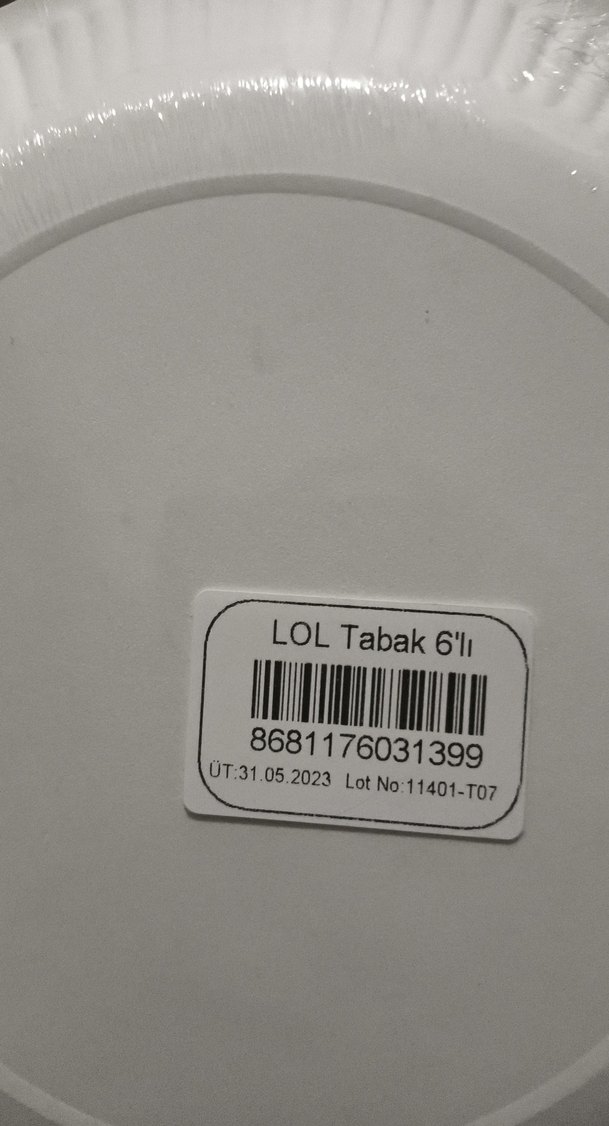 LOL Tabak 6'lı
8681176031399
ÜT:31.05.2023 Lot No:11401-T07